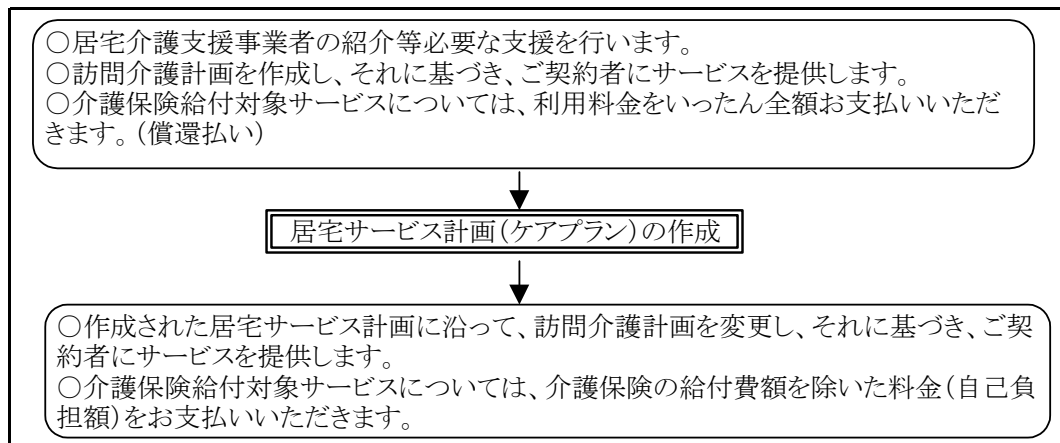 ○居宅介護支援事業者の紹介等必要な支援を行います。
○訪問介護計画を作成し、それに基づき、ご契約者にサービスを提供します。
○介護保険給付対象サービスについては、利用料金をいったん全額お支払いいただ
きます。(償還払い)
居宅サービス計画(ケアプラン)の作成
○作成された居宅サービス計画に沿って、訪問介護計画を変更し、それに基づき、ご契
約者にサービスを提供します。
○介護保険給付対象サービスについては、介護保険の給付費額を除いた料金(自己負
担額)をお支払いいただきます。